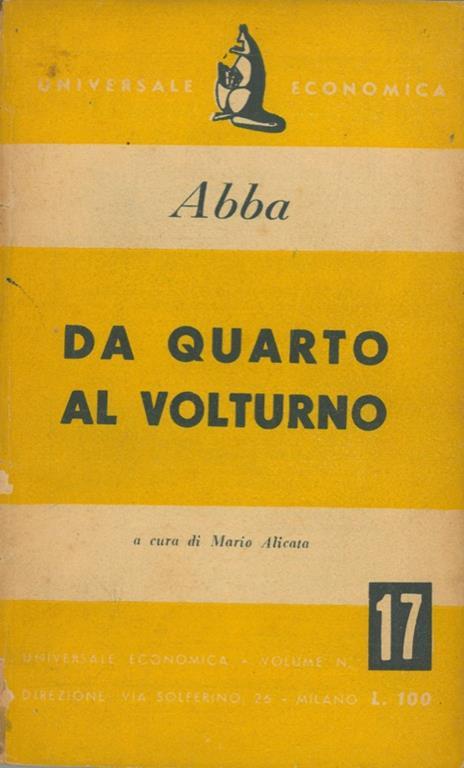 UNIVERSALE ECONOMICA
Abba
DA QUARTO
AL VOLTURNO
a cura di Mario Alicata
17
UNIVERSALE ECONOMICA - VOLUME N.
DIREZIONE: VIA SOLFERINO, 26 - MILANO L. 100